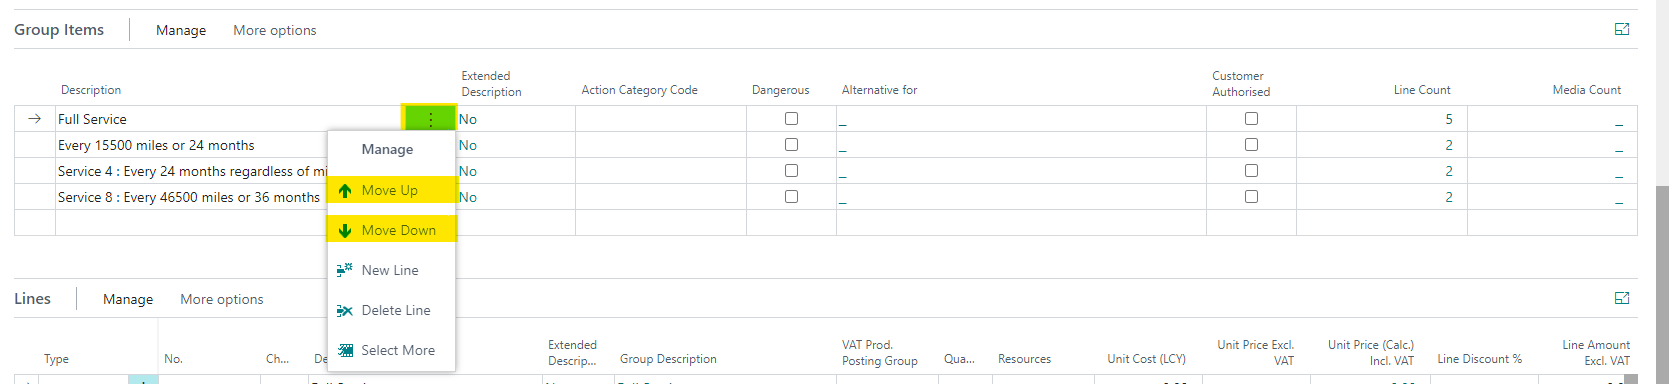 Group Items Manage More options
Description Extended Description Action Category Code Dangerous Alternative for Customer Authorised Line Count Media Count
Full Service No _ 5 _
Every 15500 miles or 24 months No _ 2 _
Service 4 : Every 24 months regardless of mi No _ 2 _
Service 8 : Every 46500 miles or 36 months No _ 2 _
Manage
Move Up
Move Down
New Line
Delete Line
Select More
Lines Manage More options
Type No. Ch... De Extended Descrip... Group Description VAT Prod. Posting Group Qua... Resources Unit Cost (LCY) Unit Price Excl. VAT Unit Price (Calc.) Incl. VAT Line Discount % Line Amount Excl. VAT